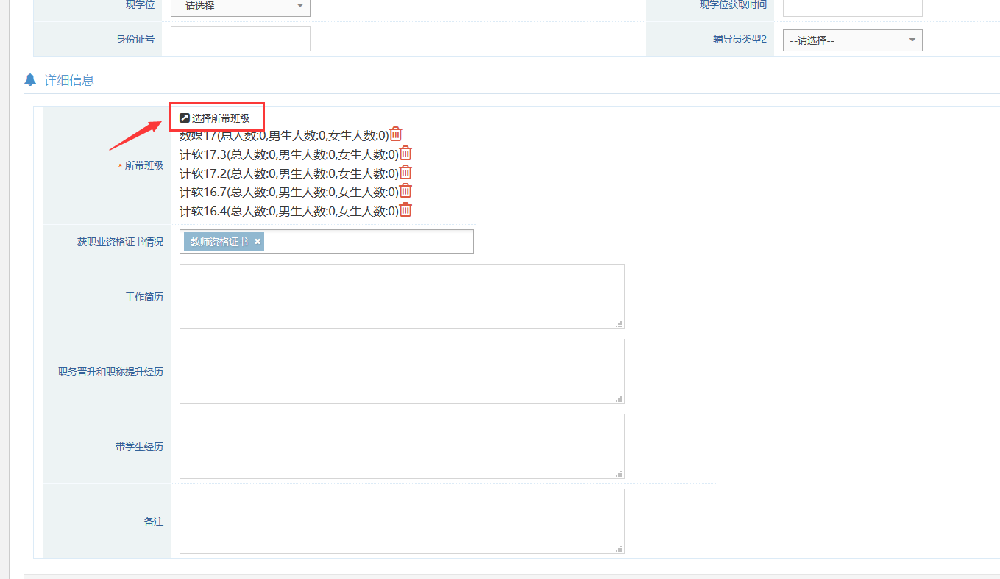 现学位 --请选择-- 现学位获取时间
身份证号 辅导员类型2 --请选择--
详细信息
选择所带班级
数媒17(总人数:0,男生人数:0,女生人数:0)
计软17.3(总人数:0,男生人数:0,女生人数:0)
* 所带班级
计软17.2(总人数:0,男生人数:0,女生人数:0)
计软16.7(总人数:0,男生人数:0,女生人数:0)
计软16.4(总人数:0,男生人数:0,女生人数:0)
获职业资格证书情况 教师资格证书 ×
工作简历
职务晋升和职称提升经历
带学生经历
备注